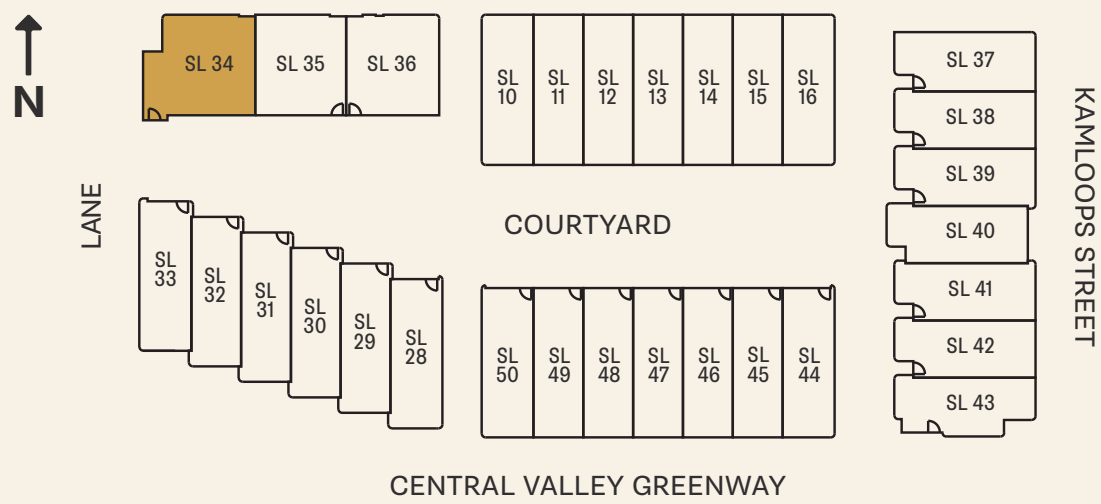 N
SL 34
SL 35
SL 36
SL
10
SL
11
SL
12
SL
13
SL
14
SL
15
SL
16
SL 37
SL 38
SL 39
SL 40
SL 41
SL 42
SL 43
KAMLOOPS STREET
LANE
COURTYARD
SL
33
SL
32
SL
31
SL
30
SL
29
SL
28
SL
50
SL
49
SL
48
SL
47
SL
46
SL
45
SL
44
CENTRAL VALLEY GREENWAY